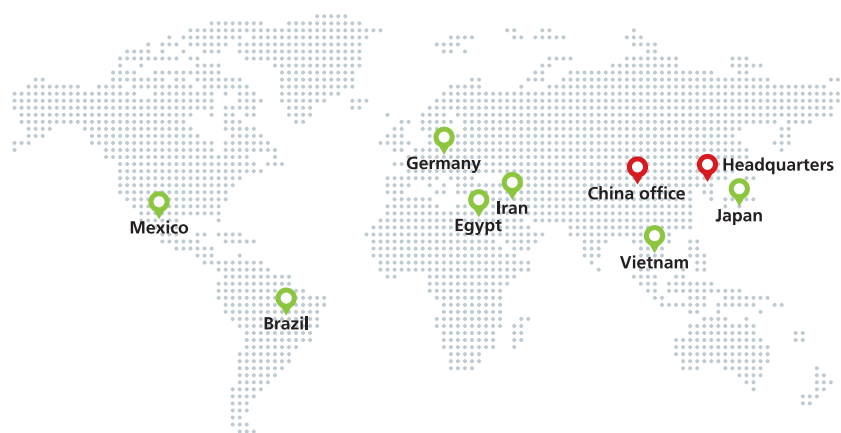 Germany
Headquarters
China office
Iran
Japan
Egypt
Mexico
Vietnam
Brazil